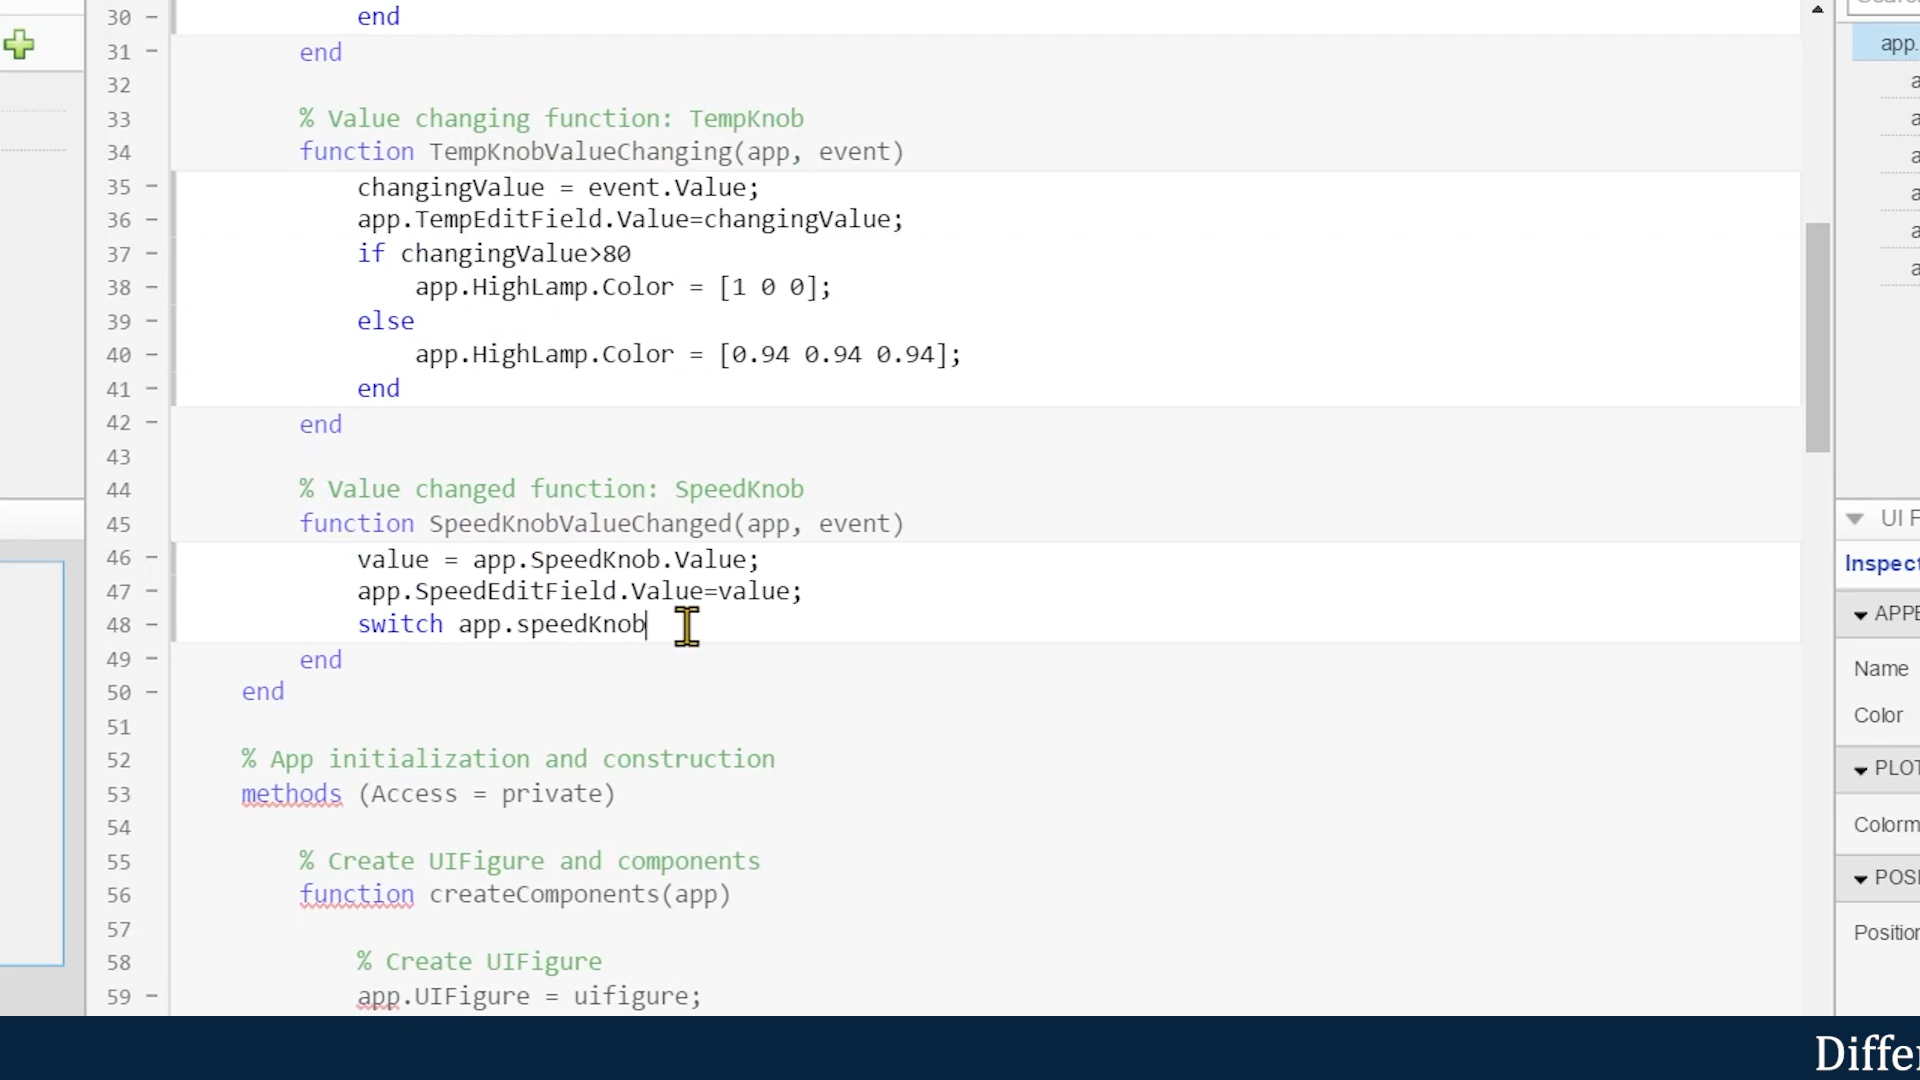 30 - end
31 - end
32
33 % Value changing function: TempKnob
34 - function TempKnobValueChanging(app, event)
35 - changingValue = event.Value;
36 - app.TempEditField.Value=changingValue;
37 - if changingValue>80
38 - app.HighLamp.Color = [1 0 0];
39 - else
40 - app.HighLamp.Color = [0.94 0.94 0.94];
41 - end
42 - end
43
44 % Value changed function: SpeedKnob
45 function SpeedKnobValueChanged(app, event)
46 - value = app.SpeedKnob.Value;
47 - app.SpeedEditField.Value=value;
48 - switch app.speedKnob
49 - end
50 - end
51
52 % App initialization and construction
53 methods (Access = private)
54
55 % Create UIFigure and components
56 function createComponents(app)
57
58 % Create UIFigure
59 - app.UIFigure = uifigure;
app.
a
a
a
a
a
a
UI F
Inspect
APPE
Name
Color
PLOT
Colorm
POSI
Position
Differ